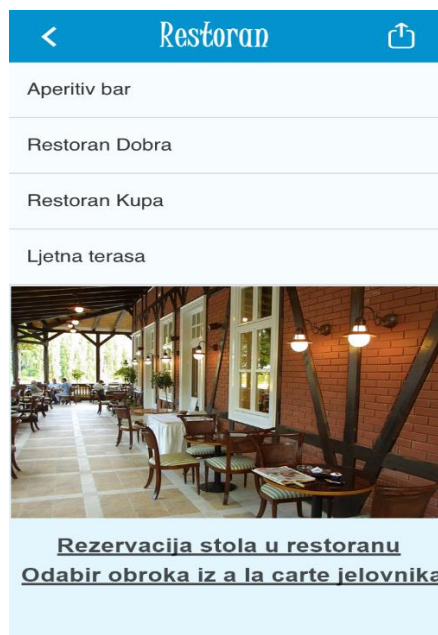 Restoran
Aperitiv bar
Restoran Dobra
Restoran Kupa
Ljetna terasa
Rezervacija stola u restoranu
Odabir obroka iz a la carte jelovnika